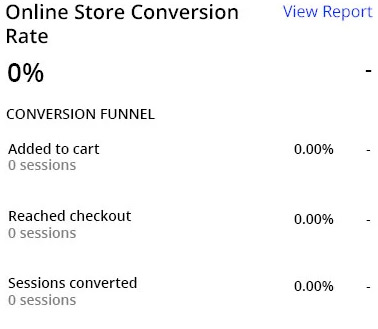 Online Store Conversion Rate
View Report
0%
-
CONVERSION FUNNEL
Added to cart
0.00%
-
0 sessions
Reached checkout
0.00%
-
0 sessions
Sessions converted
0.00%
-
0 sessions